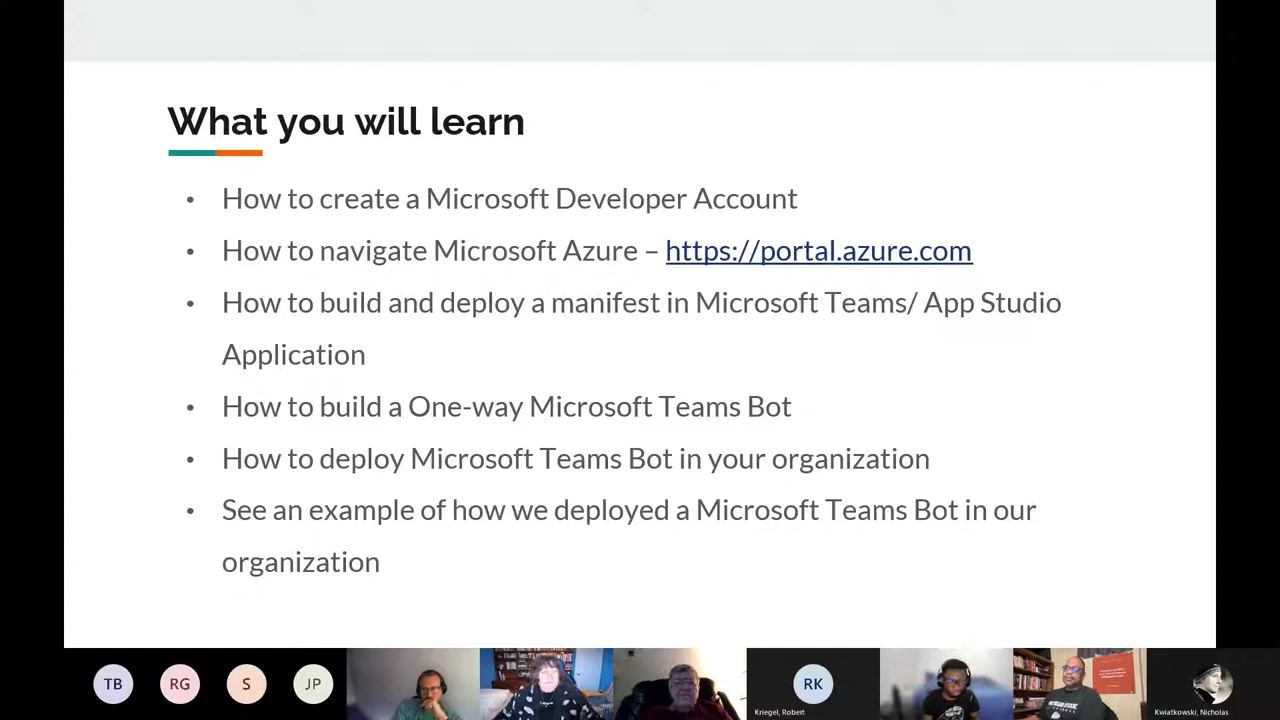 What you will learn
• How to create a Microsoft Developer Account
• How to navigate Microsoft Azure – https://portal.azure.com
• How to build and deploy a manifest in Microsoft Teams/ App Studio
Application
• How to build a One-way Microsoft Teams Bot
• How to deploy Microsoft Teams Bot in your organization
• See an example of how we deployed a Microsoft Teams Bot in our
organization
TB RG S JP RK
Kriegel, Robert
Kwiatkowski, Nicholas